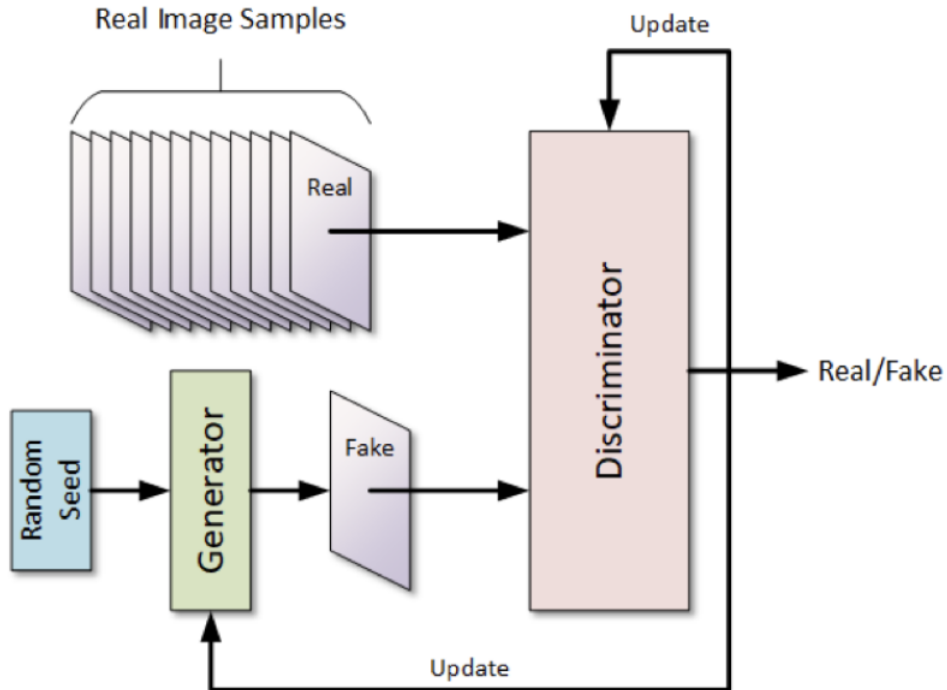 Real Image Samples
Update
Real
Discriminator
Real/Fake
Random
Seed
Generator
Fake
Update